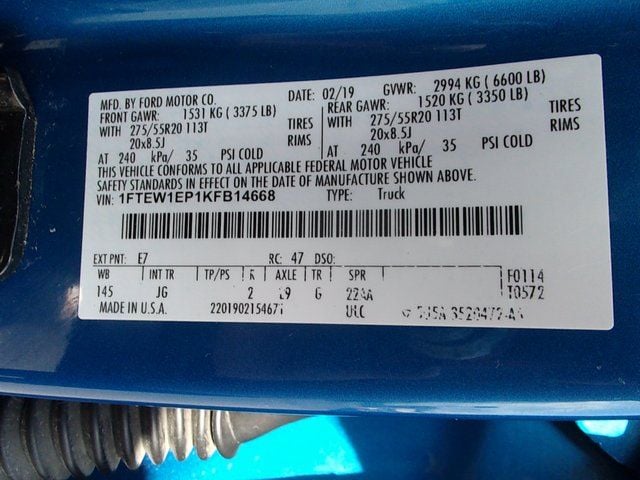 MFD. BY FORD MOTOR CO. DATE: 02/19 GVWR: 2994 KG ( 6600 LB)
FRONT GAWR: 1531 KG ( 3375 LB) REAR GAWR: 1520 KG ( 3350 LB)
WITH 275/55R20 113T TIRES WITH 275/55R20 113T TIRES
20x8.5J RIMS 20x8.5J RIMS
AT 240 kPa/ 35 PSI COLD AT 240 kPa/ 35 PSI COLD
THIS VEHICLE CONFORMS TO ALL APPLICABLE FEDERAL MOTOR VEHICLE
SAFETY STANDARDS IN EFFECT ON THE DATE OF MANUFACTURE SHOWN ABOVE.
VIN: 1FTEW1EP1KFB14668 TYPE: Truck
EXT PNT: E7 RC: 47 DSO:
WB INT TR TP/PS R AXLE TR SPR F0114
145 JG 2 G T0572
MADE IN U.S.A. 2201902154671 ULC